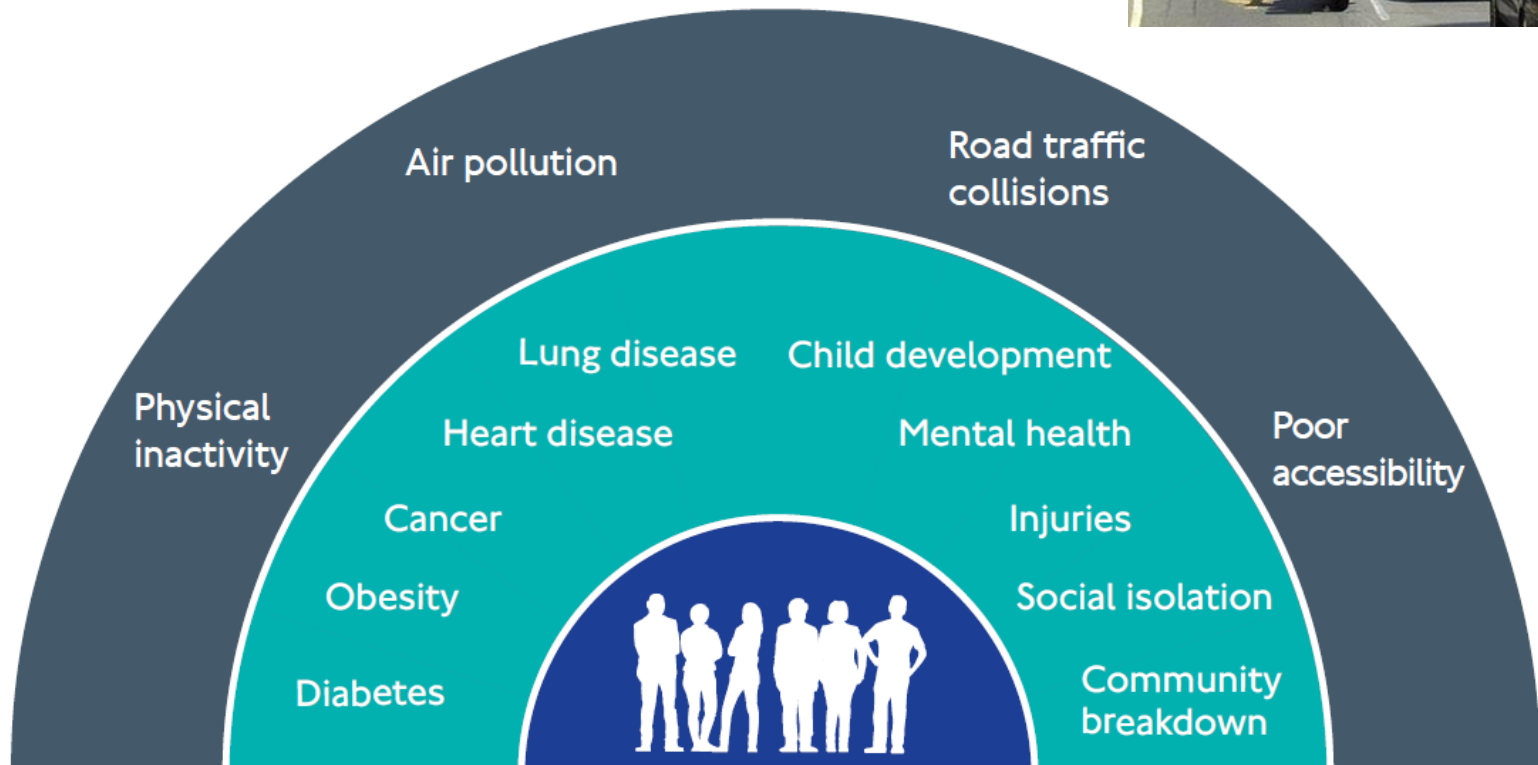 Air pollution
Road traffic
collisions
Physical
inactivity
Poor
accessibility
Lung disease
Child development
Heart disease
Mental health
Cancer
Injuries
Obesity
Social isolation
Diabetes
Community
breakdown